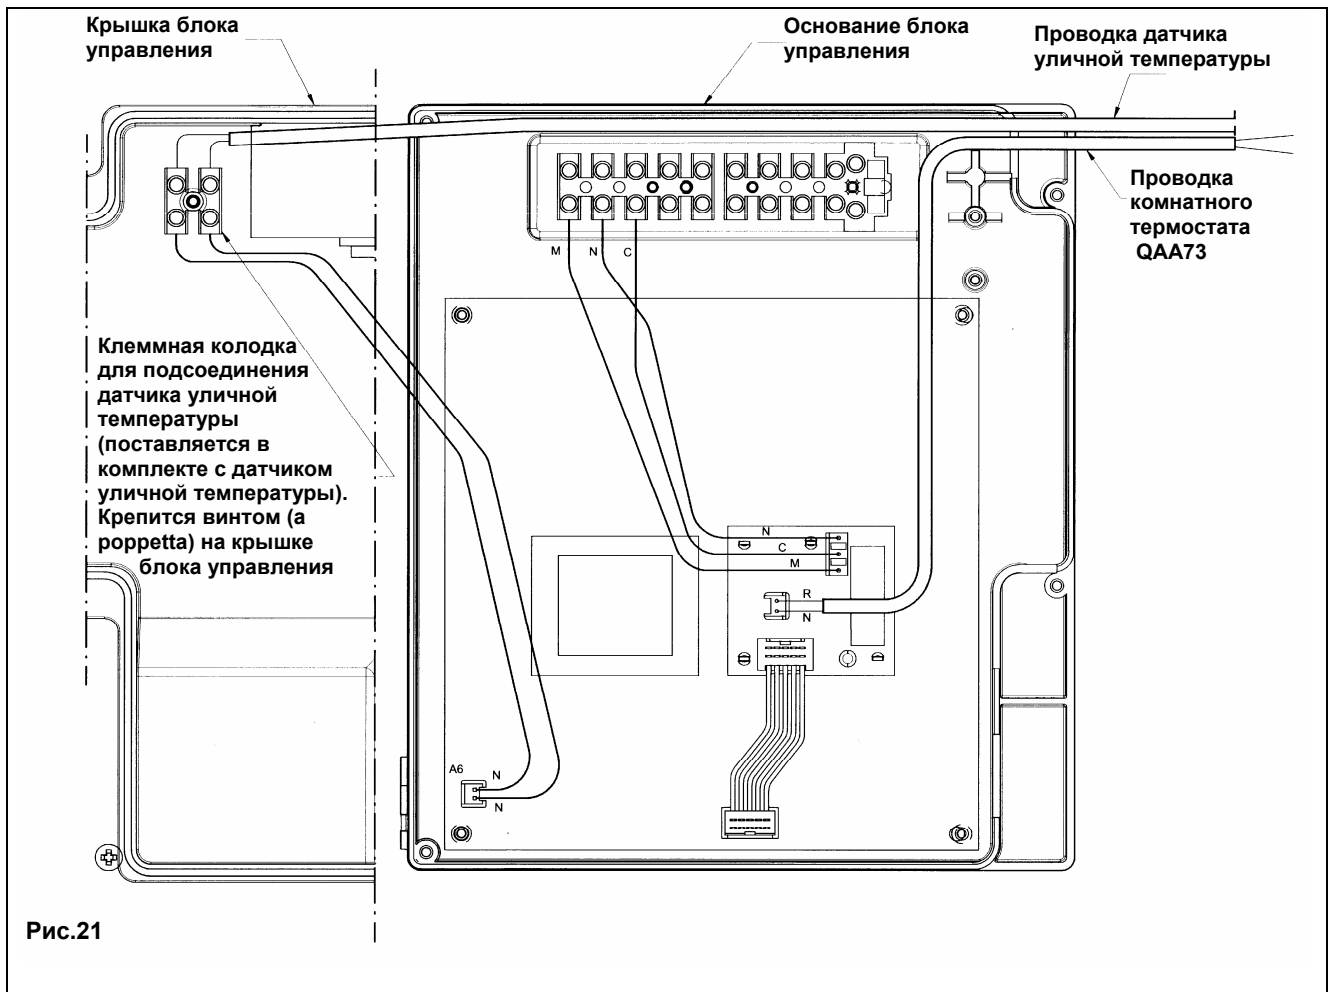 Крышка блока
управления
Основание блока
управления
Проводка датчика
уличной температуры
Проводка
комнатного
термостата
QAA73
M
N
C
Клеммная колодка
для подсоединения
датчика уличной
температуры
(поставляется в
комплекте с датчиком
уличной температуры).
Крепится винтом (а
poppetta) на крышке
блока управления
N
C
M
R
N
A6
N
N
Рис.21